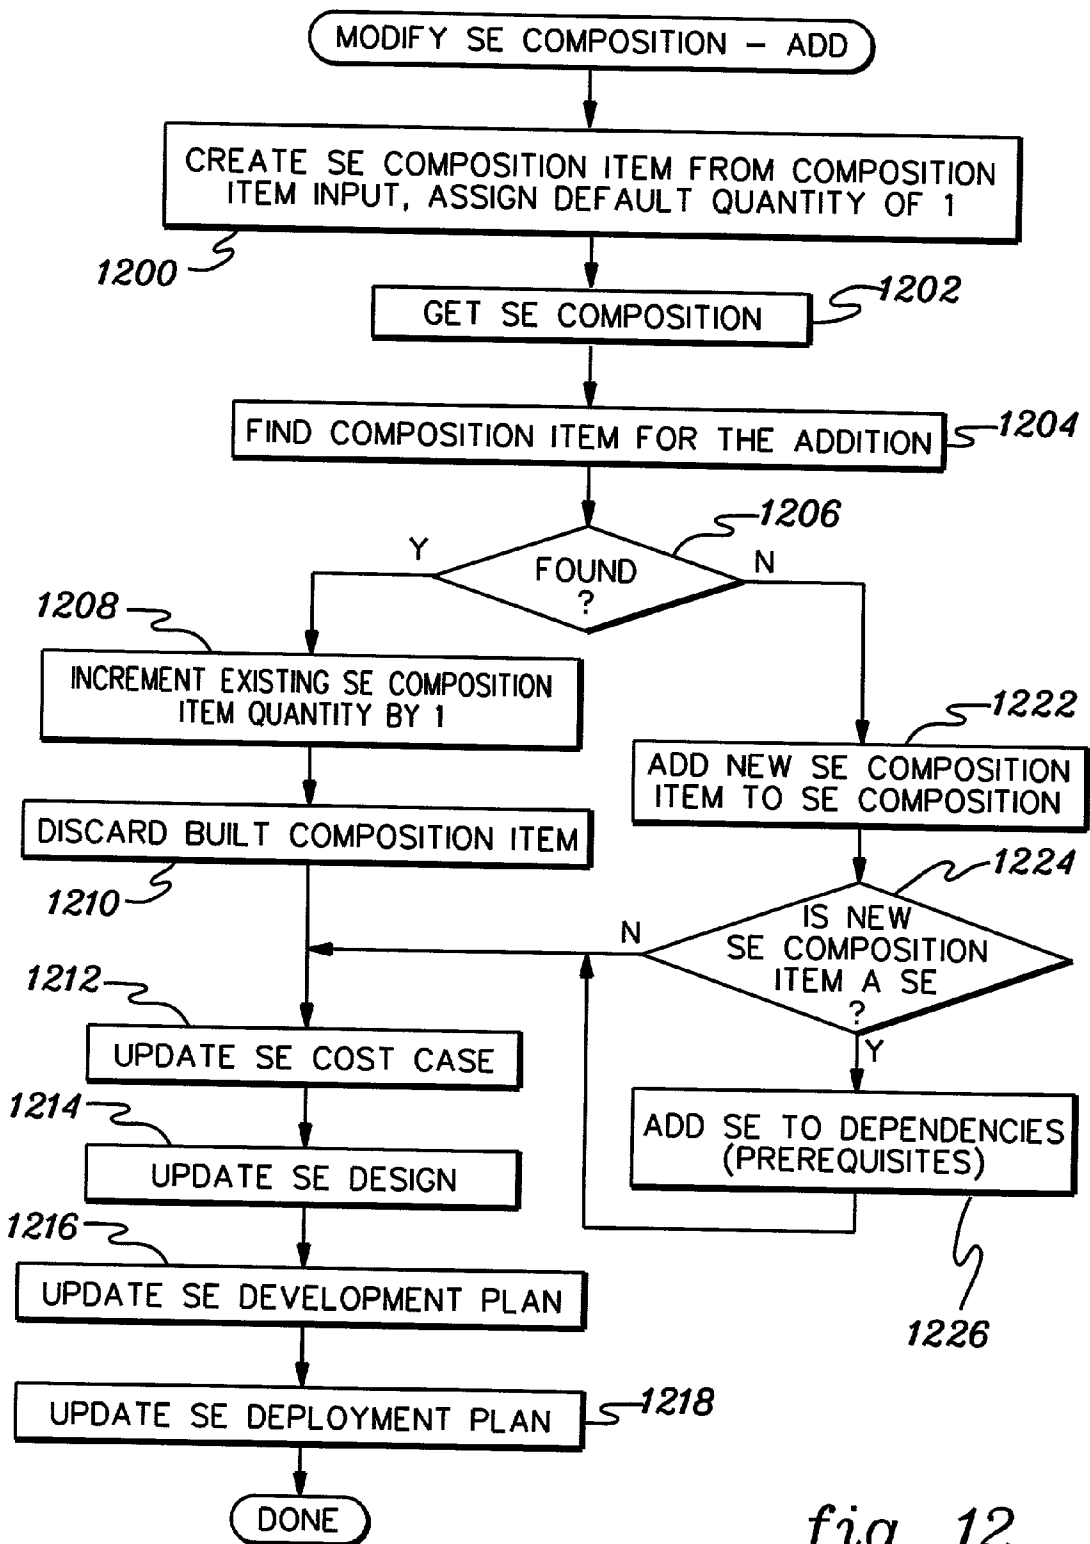 MODIFY SE COMPOSITION – ADD
CREATE SE COMPOSITION ITEM FROM COMPOSITION
ITEM INPUT, ASSIGN DEFAULT QUANTITY OF 1
1200
1202
GET SE COMPOSITION
FIND COMPOSITION ITEM FOR THE ADDITION
1204
1206
Y
FOUND
?
N
1208
INCREMENT EXISTING SE COMPOSITION
ITEM QUANTITY BY 1
1222
ADD NEW SE COMPOSITION
ITEM TO SE COMPOSITION
DISCARD BUILT COMPOSITION ITEM
1210
1224
IS NEW
SE COMPOSITION
ITEM A SE
?
N
Y
1212
UPDATE SE COST CASE
1214
UPDATE SE DESIGN
ADD SE TO DEPENDENCIES
(PREREQUISITES)
1226
1216
UPDATE SE DEVELOPMENT PLAN
UPDATE SE DEPLOYMENT PLAN
1218
DONE
fig. 12